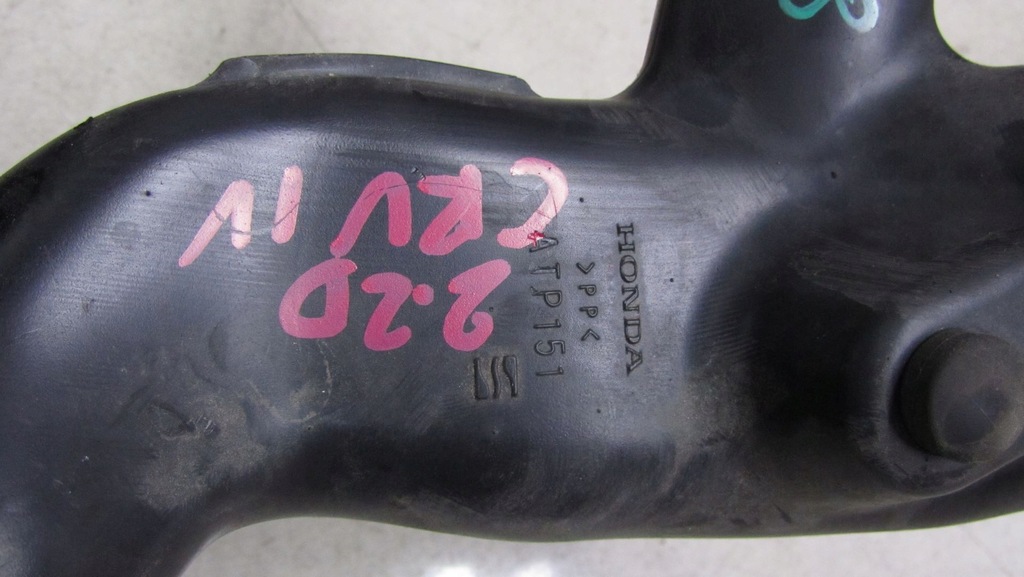 HONDA
>PP<
ATP151
2.2D
CRV IV